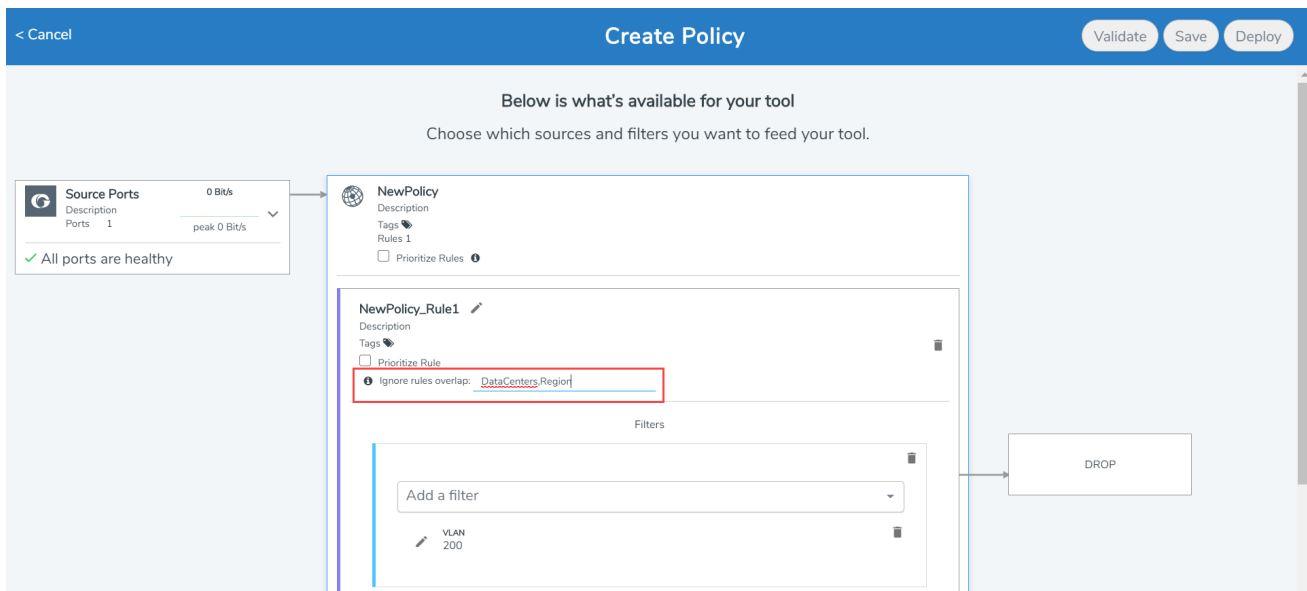 < Cancel
Create Policy
Validate
Save
Deploy
Below is what's available for your tool
Choose which sources and filters you want to feed your tool.
Source Ports
0 Bit/s
Description
Ports 1
peak 0 Bit/s
All ports are healthy
NewPolicy
Description
Tags
Rules 1
Prioritize Rules
NewPolicy_Rule1
Description
Tags
Prioritize Rule
Ignore rules overlap: DataCenters,Region
Filters
Add a filter
VLAN
200
DROP